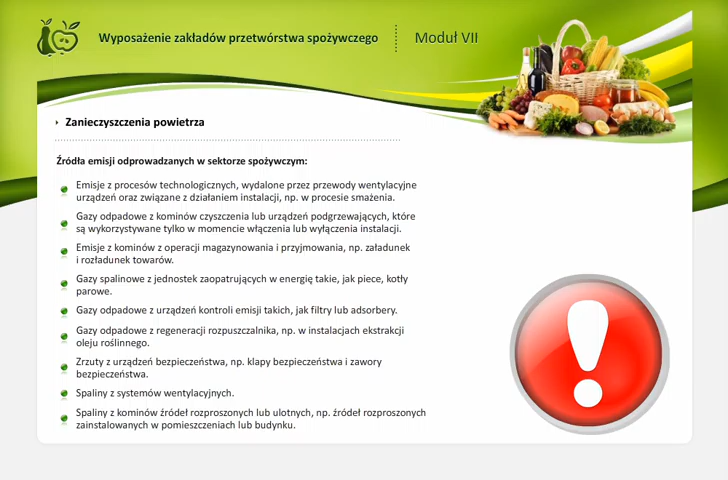 Wyposażenie zakładów przetwórstwa spożywczego
Moduł VII
Zanieczyszczenia powietrza
Źródła emisji odprowadzanych w sektorze spożywczym:
Emisje z procesów technologicznych, wydalone przez przewody wentylacyjne
urządzeń oraz związane z działaniem instalacji, np. w procesie smażenia.
Gazy odpadowe z kominów czyszczenia lub urządzeń podgrzewających, które
są wykorzystywane tylko w momencie włączenia lub wyłączenia instalacji.
Emisje z kominów z operacji magazynowania i przyjmowania, np. załadunek
i rozładunek towarów.
Gazy spalinowe z jednostek zaopatrujących w energię takie, jak piece, kotły
parowe.
Gazy odpadowe z urządzeń kontroli emisji takich, jak filtry lub adsorbery.
Gazy odpadowe z regeneracji rozpuszczalnika, np. w instalacjach ekstrakcji
oleju roślinnego.
Zrzuty z urządzeń bezpieczeństwa, np. klapy bezpieczeństwa i zawory
bezpieczeństwa.
Spaliny z systemów wentylacyjnych.
Spaliny z kominów źródeł rozproszonych lub ulotnych, np. źródeł rozproszonych
zainstalowanych w pomieszczeniach lub budynku.